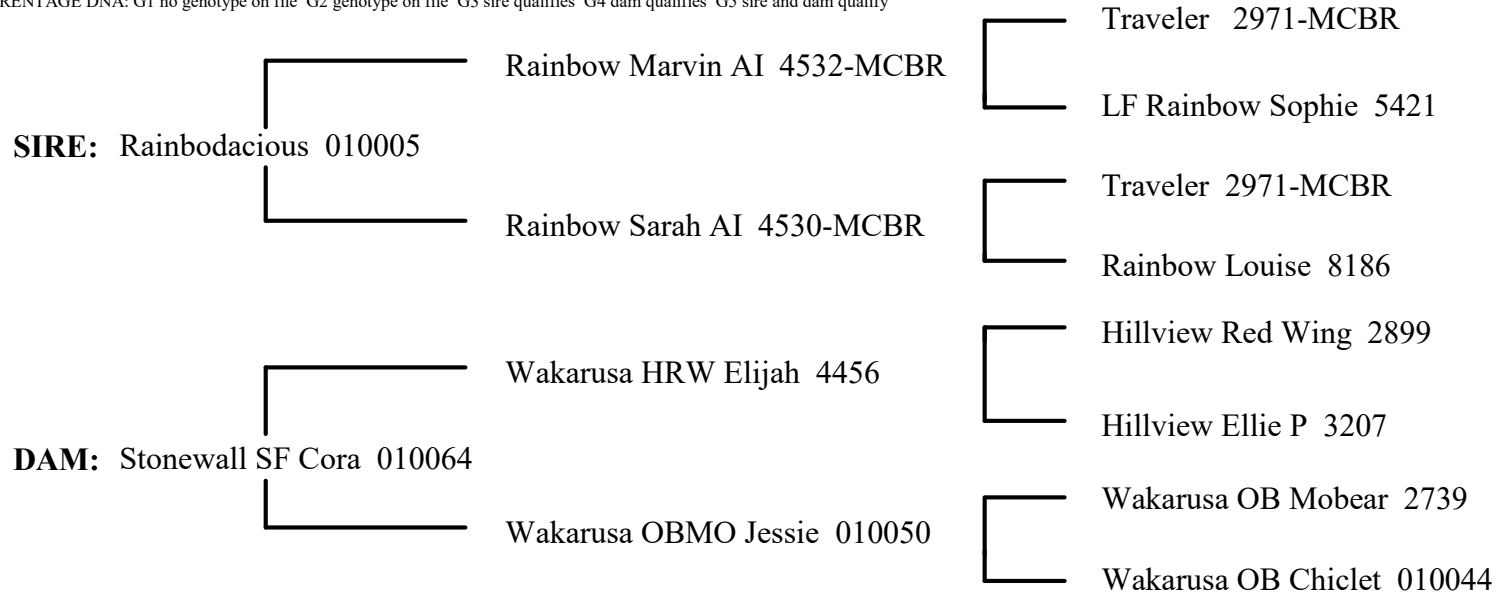 RENTAGE DNA: G1 no genotype on file G2 genotype on file G3 sire qualifies G4 dam qualifies G5 sire and dam qualify
Traveler 2971-MCBR
Rainbow Marvin AI 4532-MCBR
LF Rainbow Sophie 5421
SIRE: Rainbodacious 010005
Traveler 2971-MCBR
Rainbow Sarah AI 4530-MCBR
Rainbow Louise 8186
Hillview Red Wing 2899
Wakarusa HRW Elijah 4456
Hillview Ellie P 3207
DAM: Stonewall SF Cora 010064
Wakarusa OB Mobear 2739
Wakarusa OBMO Jessie 010050
Wakarusa OB Chiclet 010044